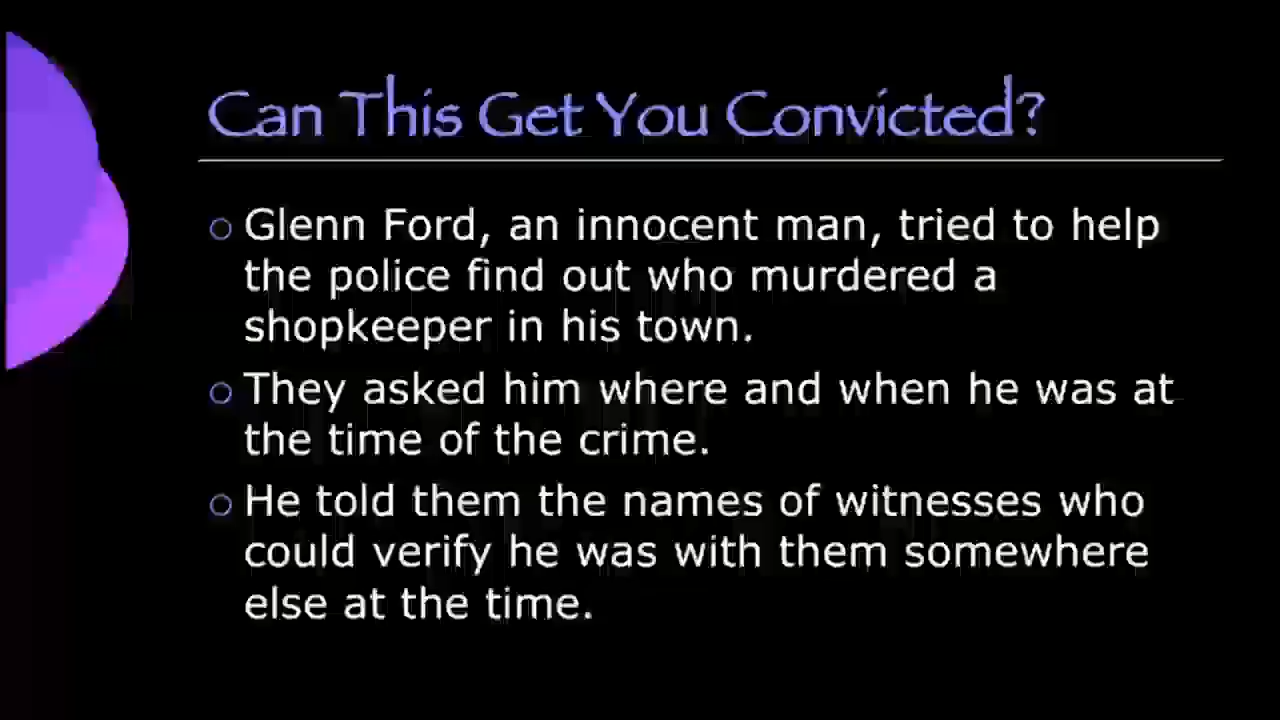 Can This Get You Convicted?
Glenn Ford, an innocent man, tried to help
the police find out who murdered a
shopkeeper in his town.
They asked him where and when he was at
the time of the crime.
He told them the names of witnesses who
could verify he was with them somewhere
else at the time.